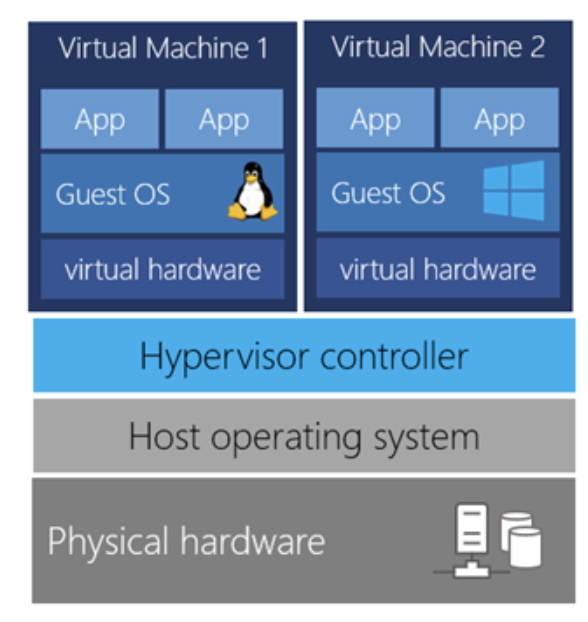 Virtual Machine 1
App
App
Guest OS
virtual hardware
Virtual Machine 2
App
App
Guest OS
virtual hardware
Hypervisor controller
Host operating system
Physical hardware